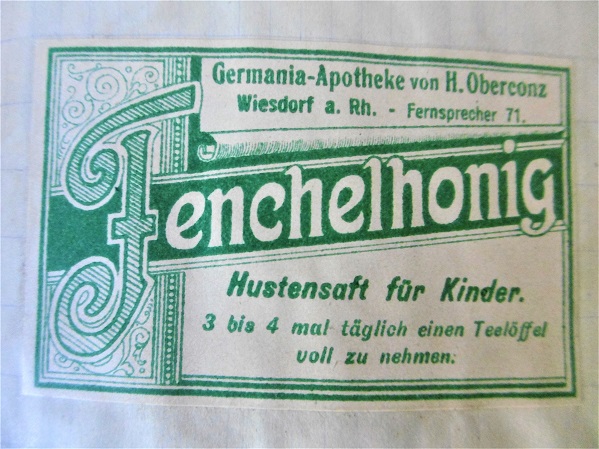 Germania-Apotheke von H. Oberconz
Wiesdorf a. Rh. - Fernsprecher 71.
Fenchelhonig
Hustensaft für Kinder.
3 bis 4 mal täglich einen Teelöffel
voll zu nehmen.